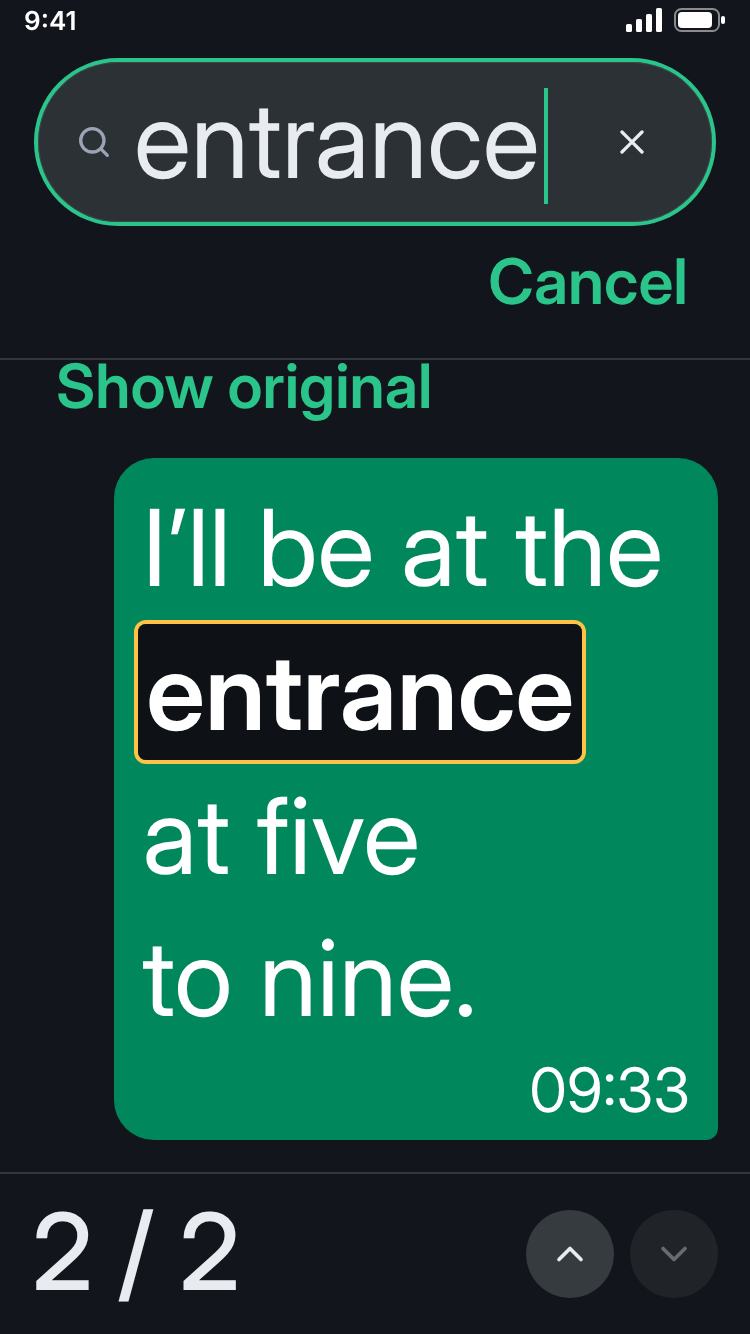 9:41
entrance
Cancel
Show original
I’ll be at the
entrance
at five
to nine.
09:33
2 / 2